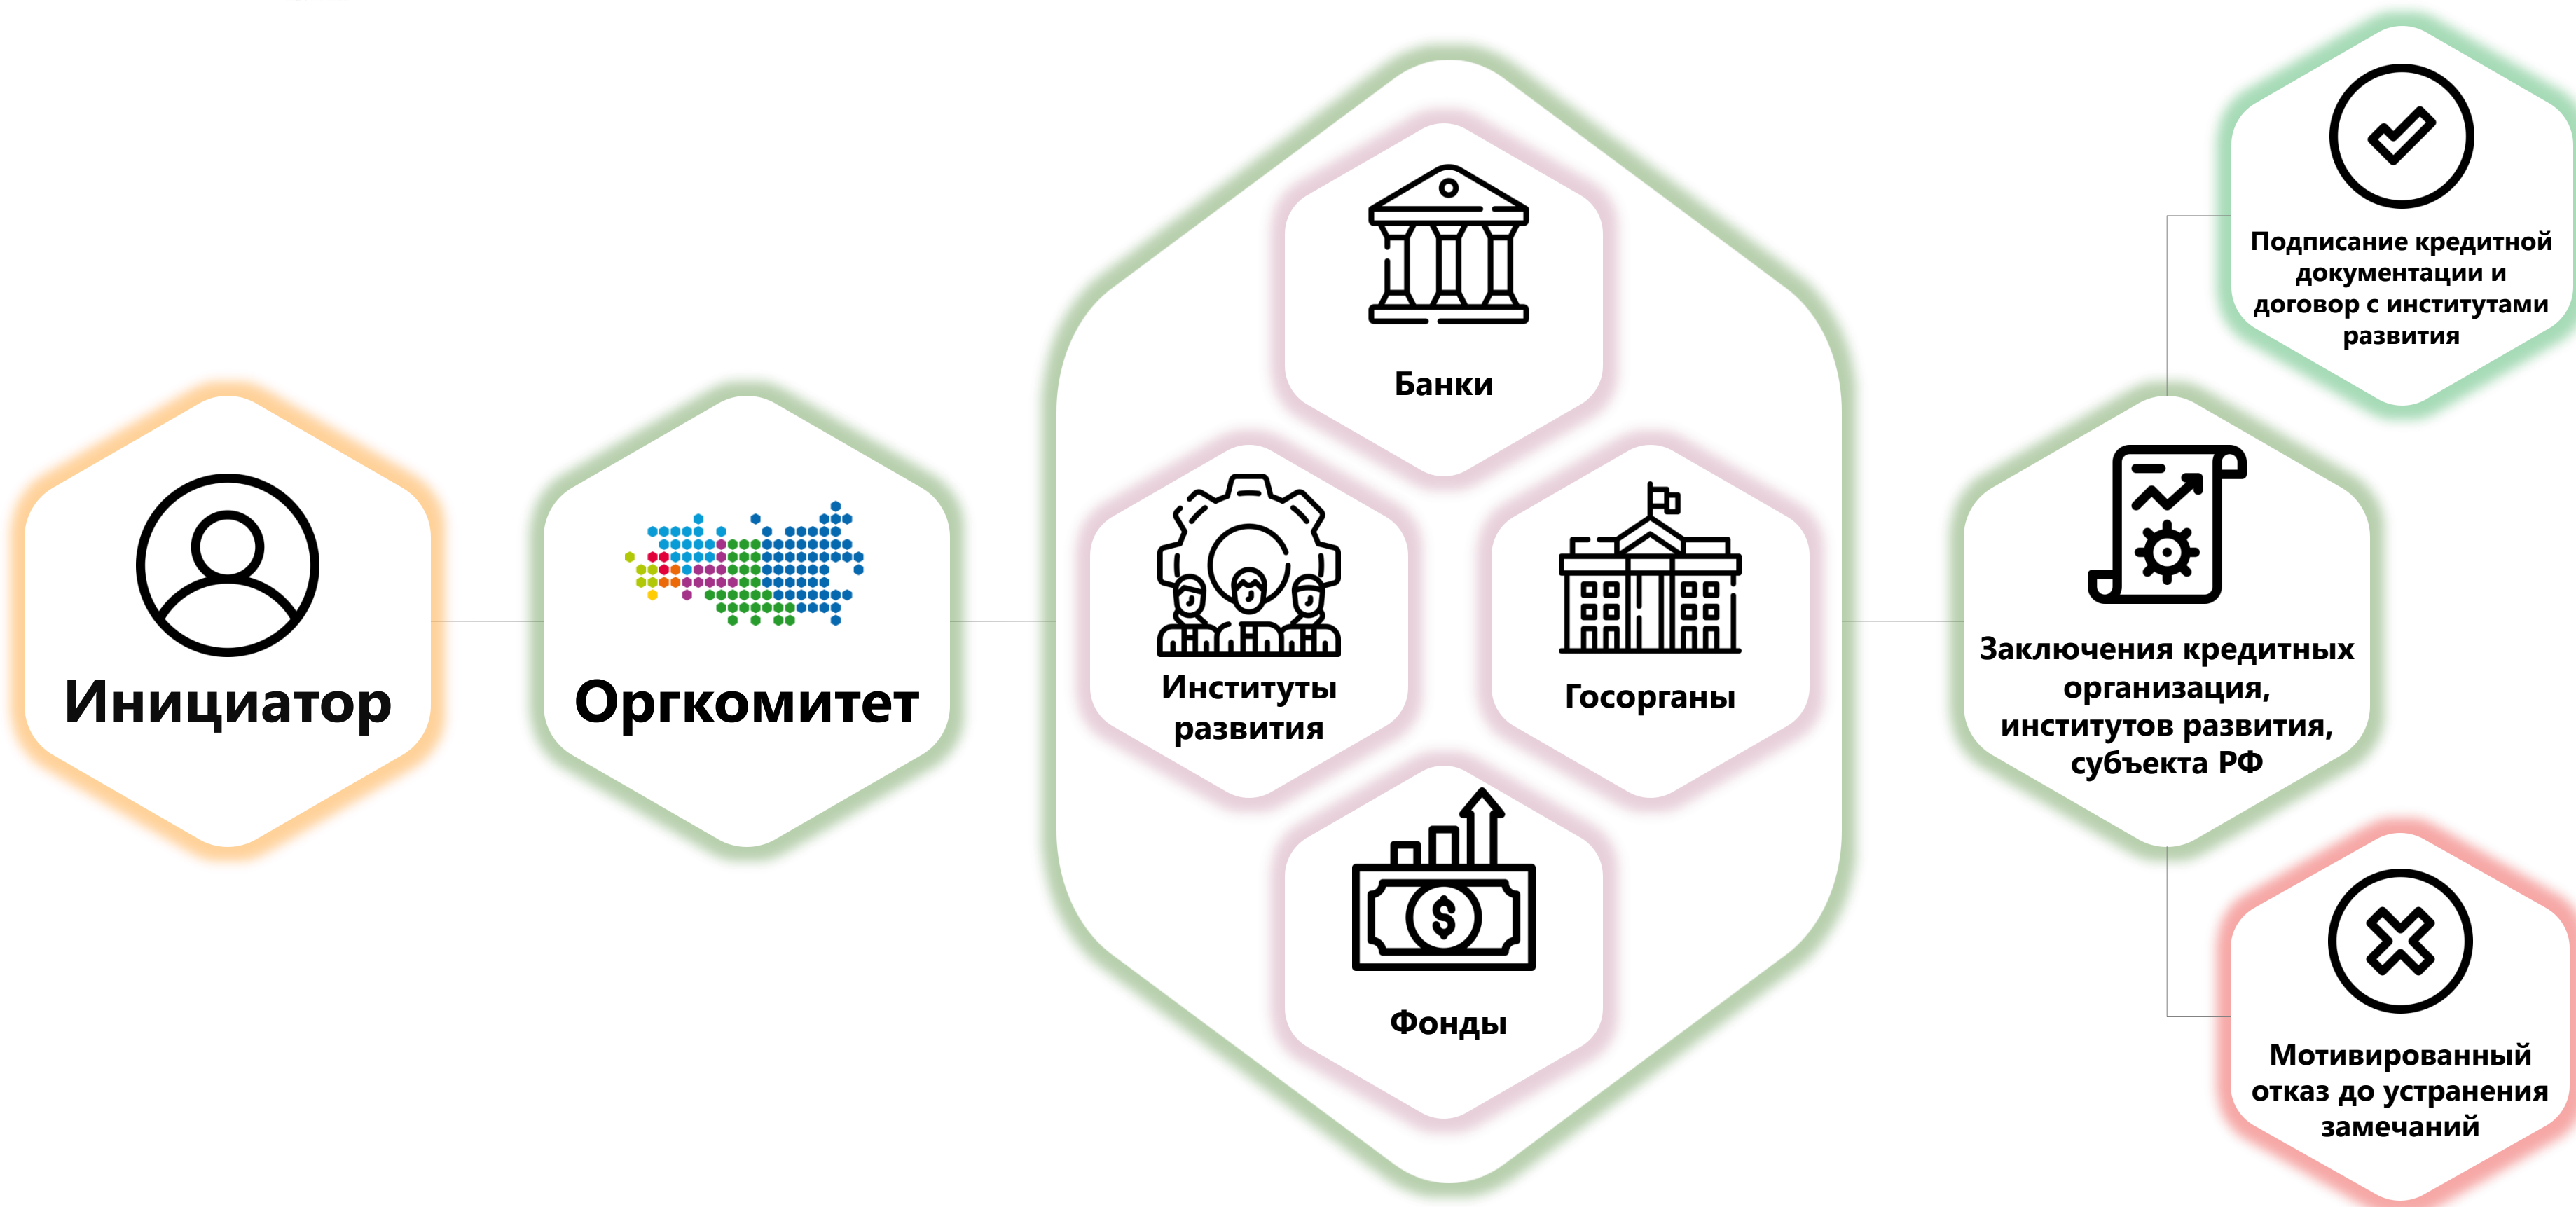 Инициатор
Оргкомитет
Банки
Институты
развития
Госорганы
Фонды
Заключения кредитных
организация,
институтов развития,
субъекта РФ
Подписание кредитной
документации и
договор с институтами
развития
Мотивированный
отказ до устранения
замечаний